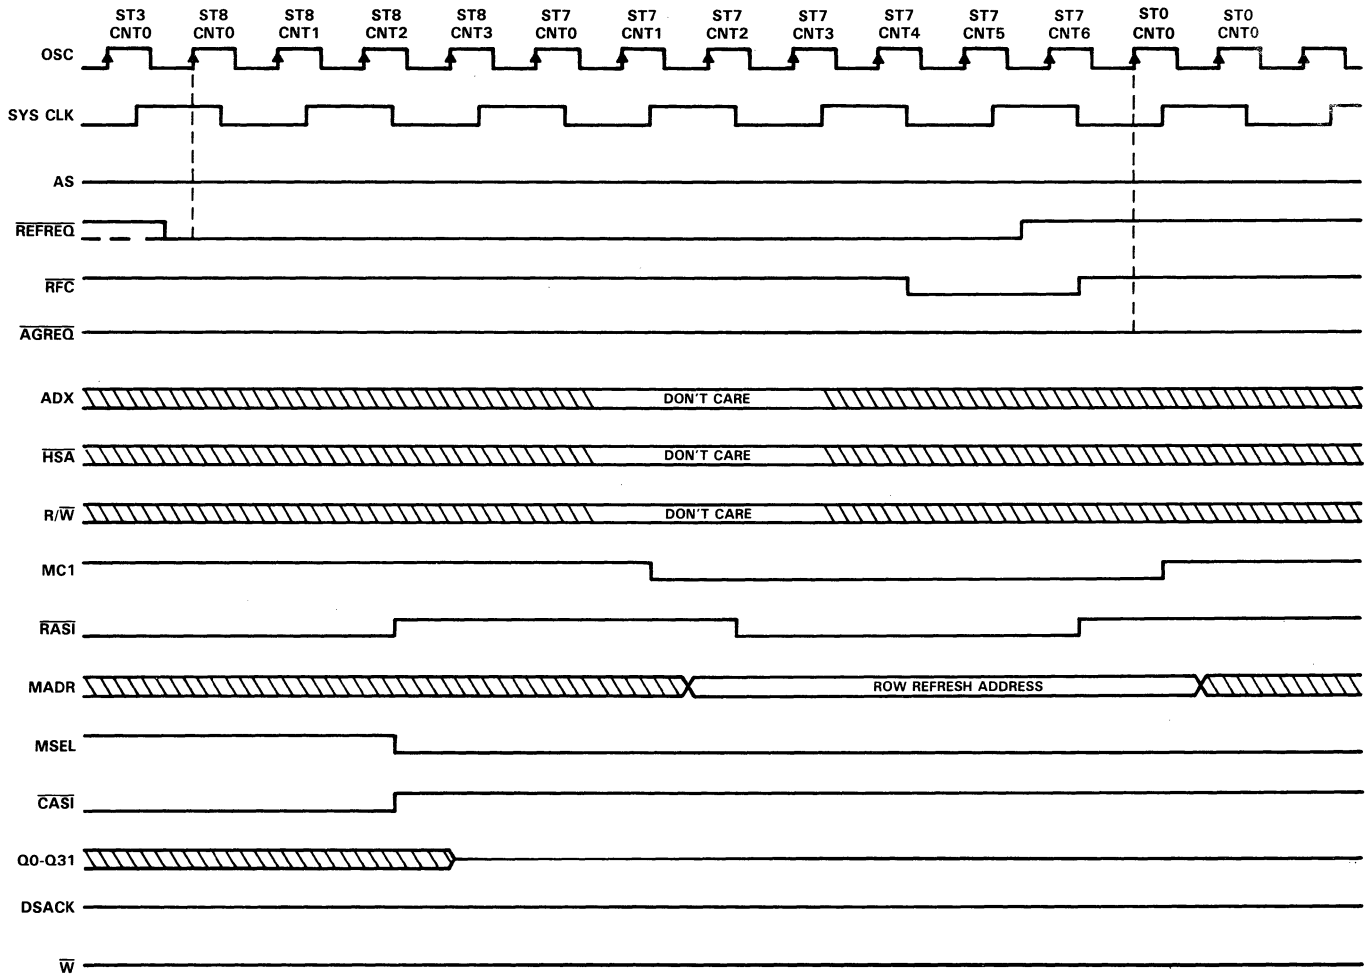 ST3 ST8 ST8 ST8 ST8 ST7 ST7 ST7 ST7 ST7 ST7 ST7 ST0 ST0
CNT0 CNT0 CNT1 CNT2 CNT3 CNT0 CNT1 CNT2 CNT3 CNT4 CNT5 CNT6 CNT0 CNT0
OSC
SYS CLK
AS
REFREQ
RFC
AGREQ
ADX DON'T CARE
HSA DON'T CARE
R/W DON'T CARE
MC1
RASI
MADR ROW REFRESH ADDRESS
MSEL
CASI
Q0-Q31
DSACK
W